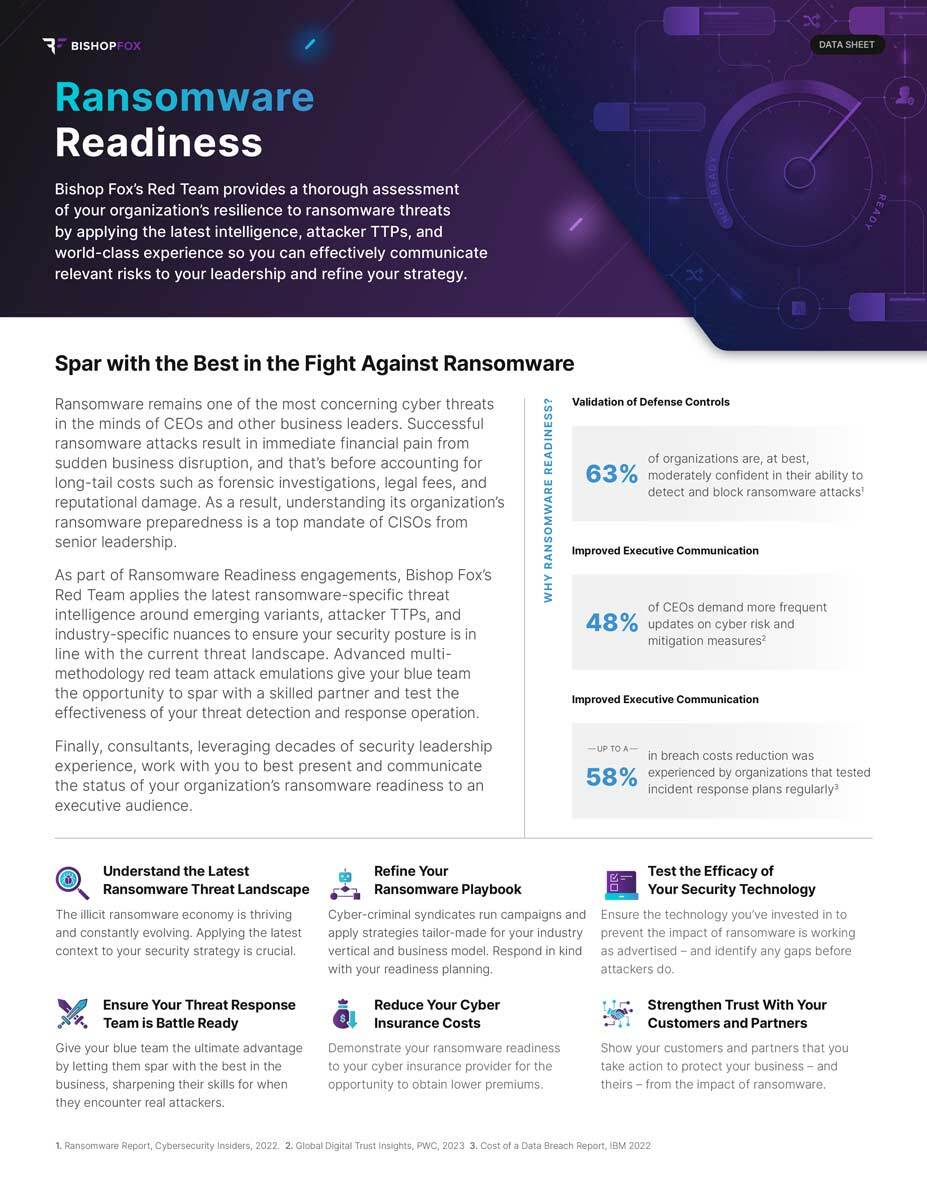 BISHOPFOX
DATA SHEET
Ransomware
Readiness
NOT READY
READY
Bishop Fox’s Red Team provides a thorough assessment
of your organization’s resilience to ransomware threats
by applying the latest intelligence, attacker TTPs, and
world-class experience so you can effectively communicate
relevant risks to your leadership and refine your strategy.
Spar with the Best in the Fight Against Ransomware
Ransomware remains one of the most concerning cyber threats
in the minds of CEOs and other business leaders. Successful
ransomware attacks result in immediate financial pain from
sudden business disruption, and that’s before accounting for
long-tail costs such as forensic investigations, legal fees, and
reputational damage. As a result, understanding its organization’s
ransomware preparedness is a top mandate of CISOs from
senior leadership.
As part of Ransomware Readiness engagements, Bishop Fox’s
Red Team applies the latest ransomware-specific threat
intelligence around emerging variants, attacker TTPs, and
industry-specific nuances to ensure your security posture is in
line with the current threat landscape. Advanced multi-
methodology red team attack emulations give your blue team
the opportunity to spar with a skilled partner and test the
effectiveness of your threat detection and response operation.
Finally, consultants, leveraging decades of security leadership
experience, work with you to best present and communicate
the status of your organization’s ransomware readiness to an
executive audience.
WHY RANSOMWARE READINESS?
Validation of Defense Controls
63%
of organizations are, at best,
moderately confident in their ability to
detect and block ransomware attacks¹
Improved Executive Communication
48%
of CEOs demand more frequent
updates on cyber risk and
mitigation measures²
Improved Executive Communication
—UP TO A—
58%
in breach costs reduction was
experienced by organizations that tested
incident response plans regularly³
Understand the Latest
Ransomware Threat Landscape
The illicit ransomware economy is thriving
and constantly evolving. Applying the latest
context to your security strategy is crucial.
Refine Your
Ransomware Playbook
Cyber-criminal syndicates run campaigns and
apply strategies tailor-made for your industry
vertical and business model. Respond in kind
with your readiness planning.
Test the Efficacy of
Your Security Technology
Ensure the technology you’ve invested in to
prevent the impact of ransomware is working
as advertised – and identify any gaps before
attackers do.
Ensure Your Threat Response
Team is Battle Ready
Give your blue team the ultimate advantage
by letting them spar with the best in the
business, sharpening their skills for when
they encounter real attackers.
Reduce Your Cyber
Insurance Costs
Demonstrate your ransomware readiness
to your cyber insurance provider for the
opportunity to obtain lower premiums.
Strengthen Trust With Your
Customers and Partners
Show your customers and partners that you
take action to protect your business – and
theirs – from the impact of ransomware.
1. Ransomware Report, Cybersecurity Insiders, 2022. 2. Global Digital Trust Insights, PWC, 2023 3. Cost of a Data Breach Report, IBM 2022